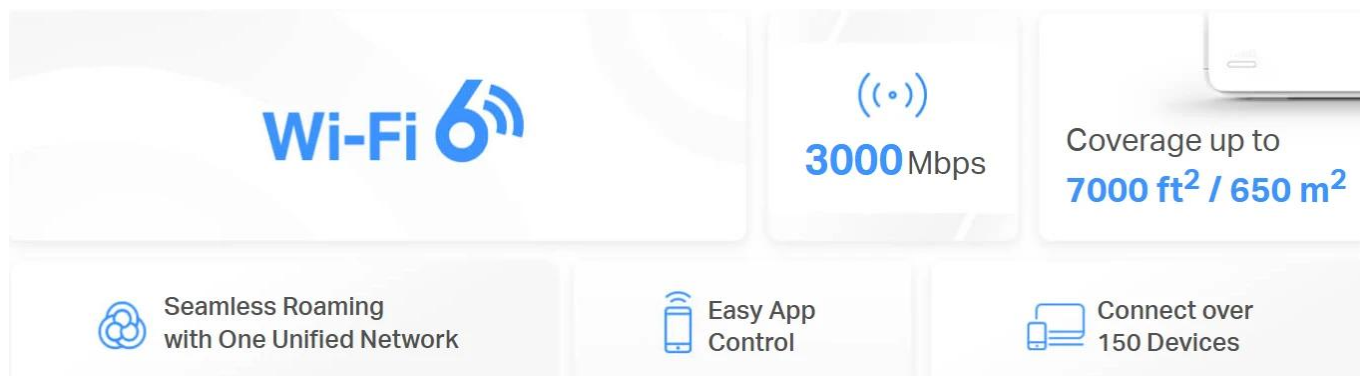 Wi-Fi 6
3000 Mbps
Coverage up to
7000 ft² / 650 m²
Seamless Roaming
with One Unified Network
Easy App
Control
Connect over
150 Devices